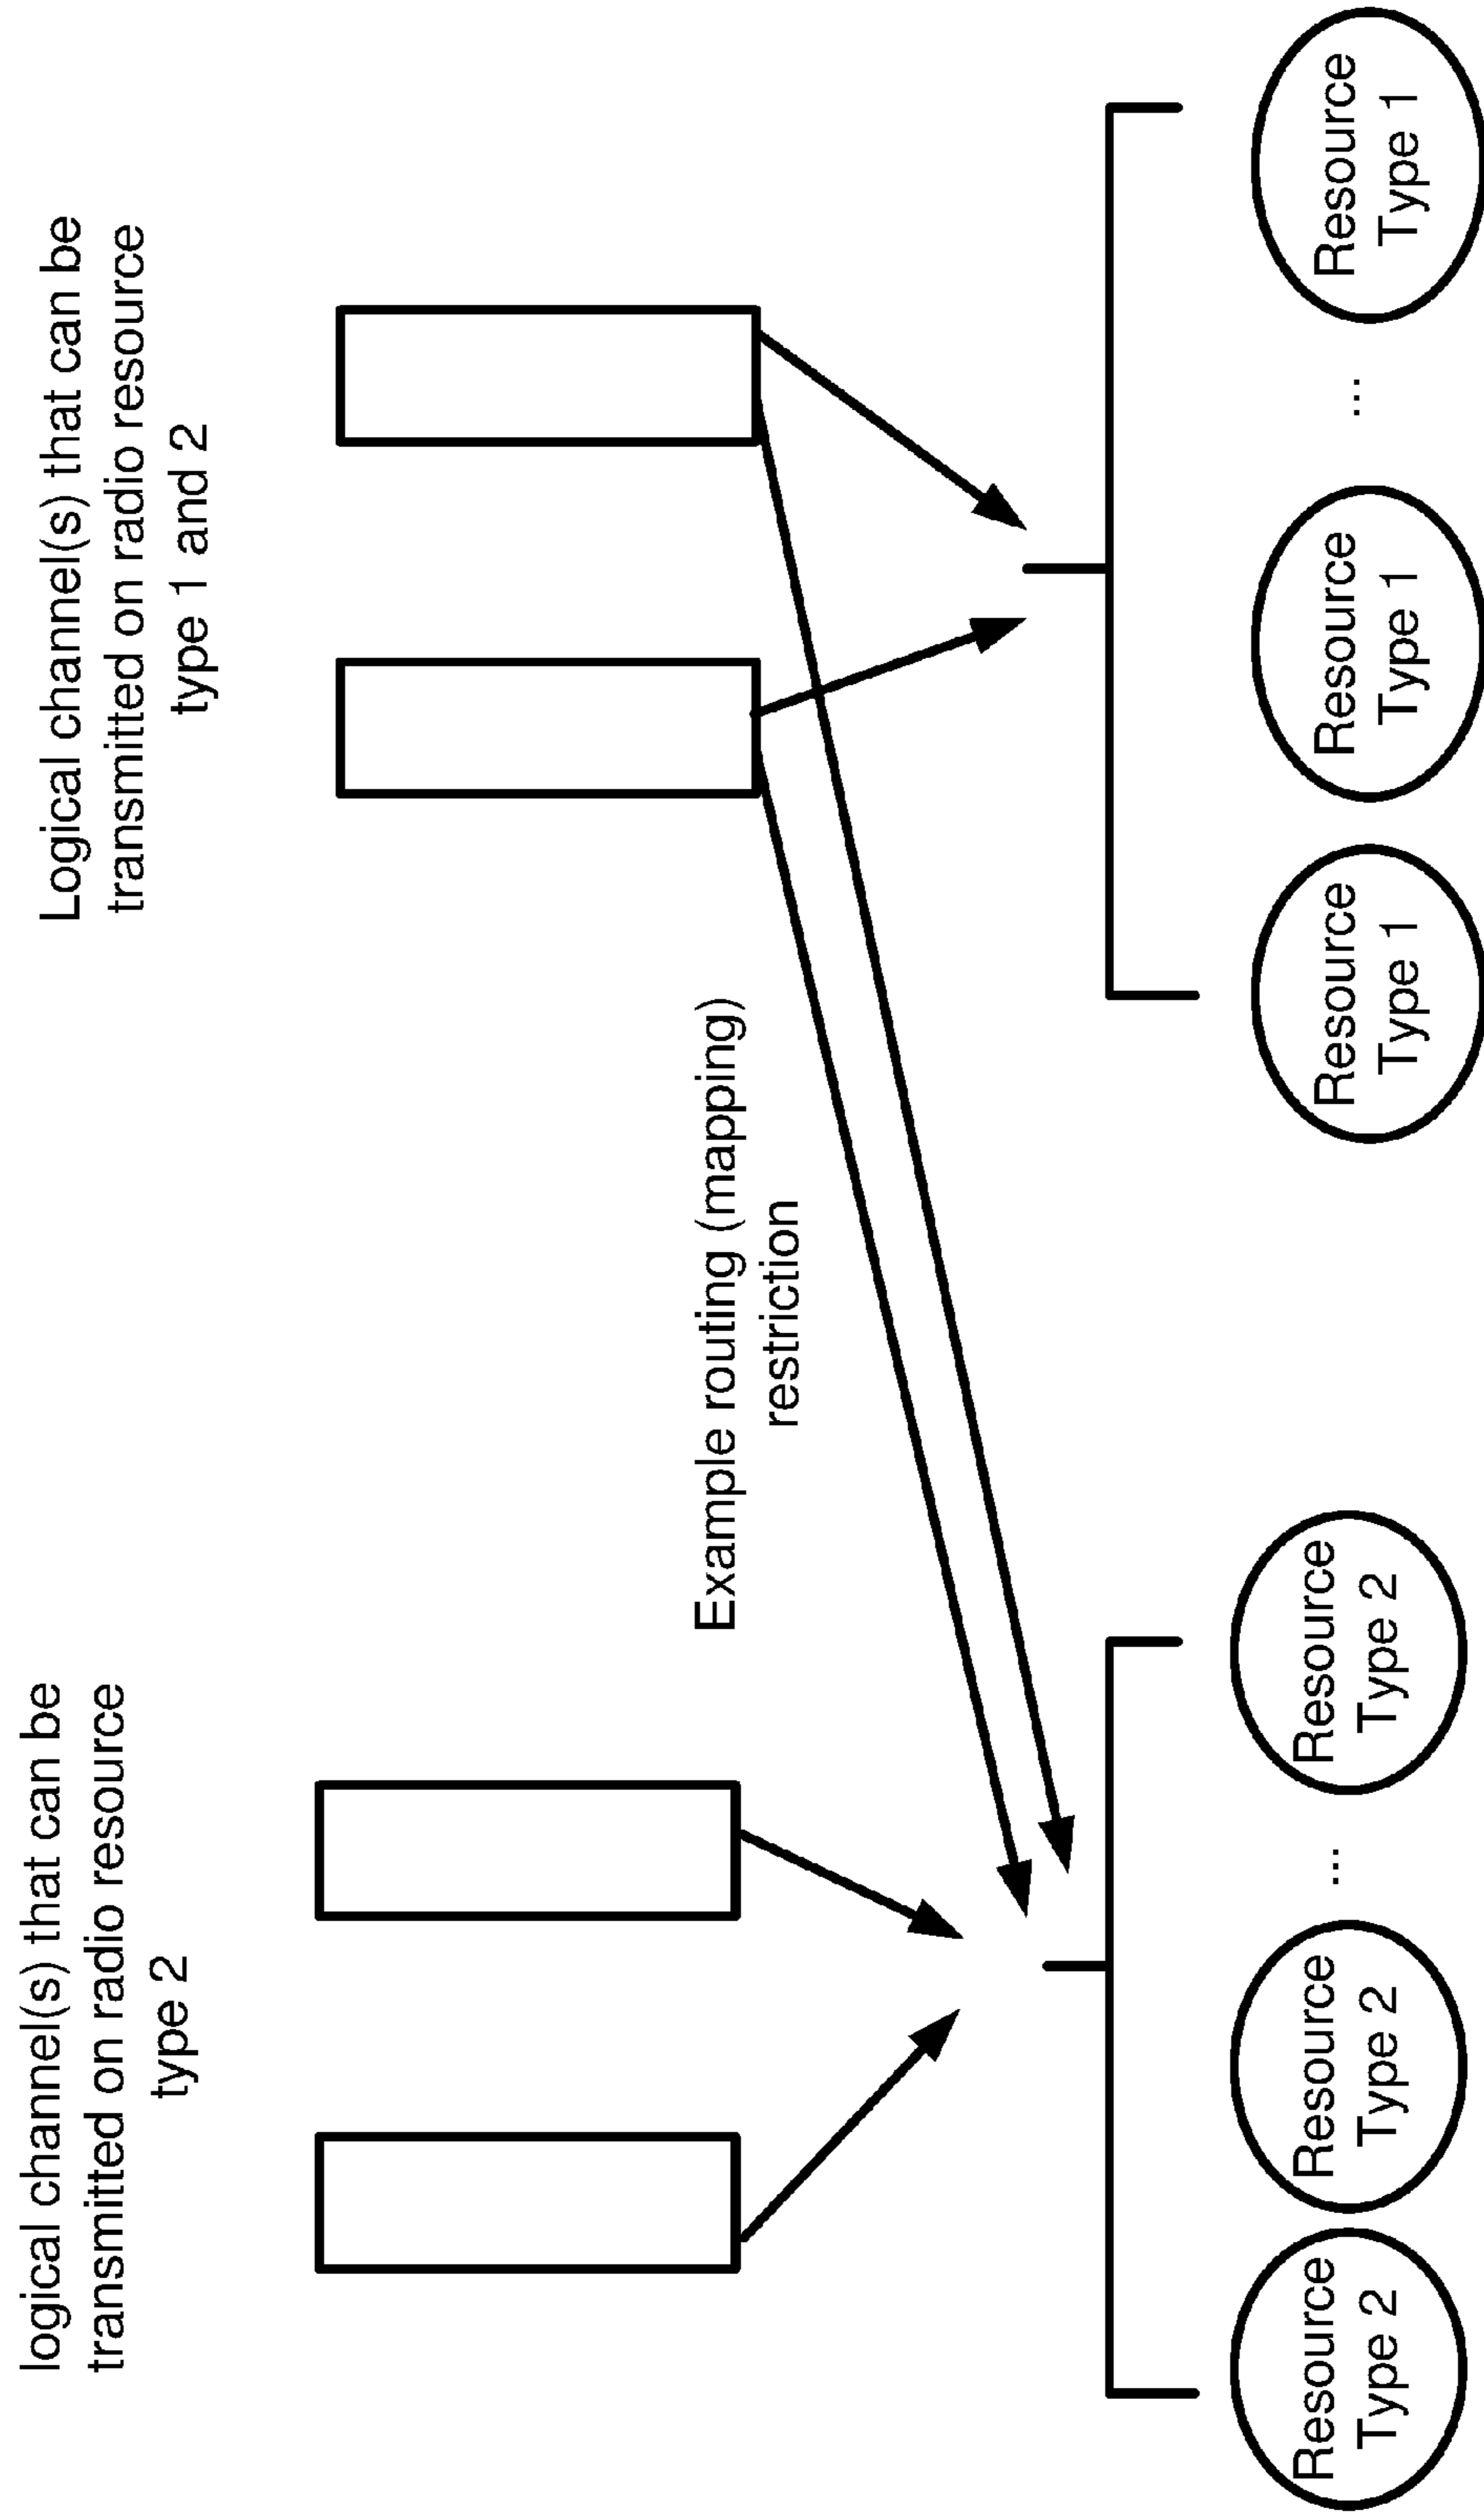 logical channel(s) that can be
transmitted on radio resource
type 2
Logical channel(s) that can be
transmitted on radio resource
type 1 and 2
Example routing (mapping)
restriction
Resource
Type 2
Resource
Type 2
...
Resource
Type 2
Resource
Type 1
Resource
Type 1
...
Resource
Type 1